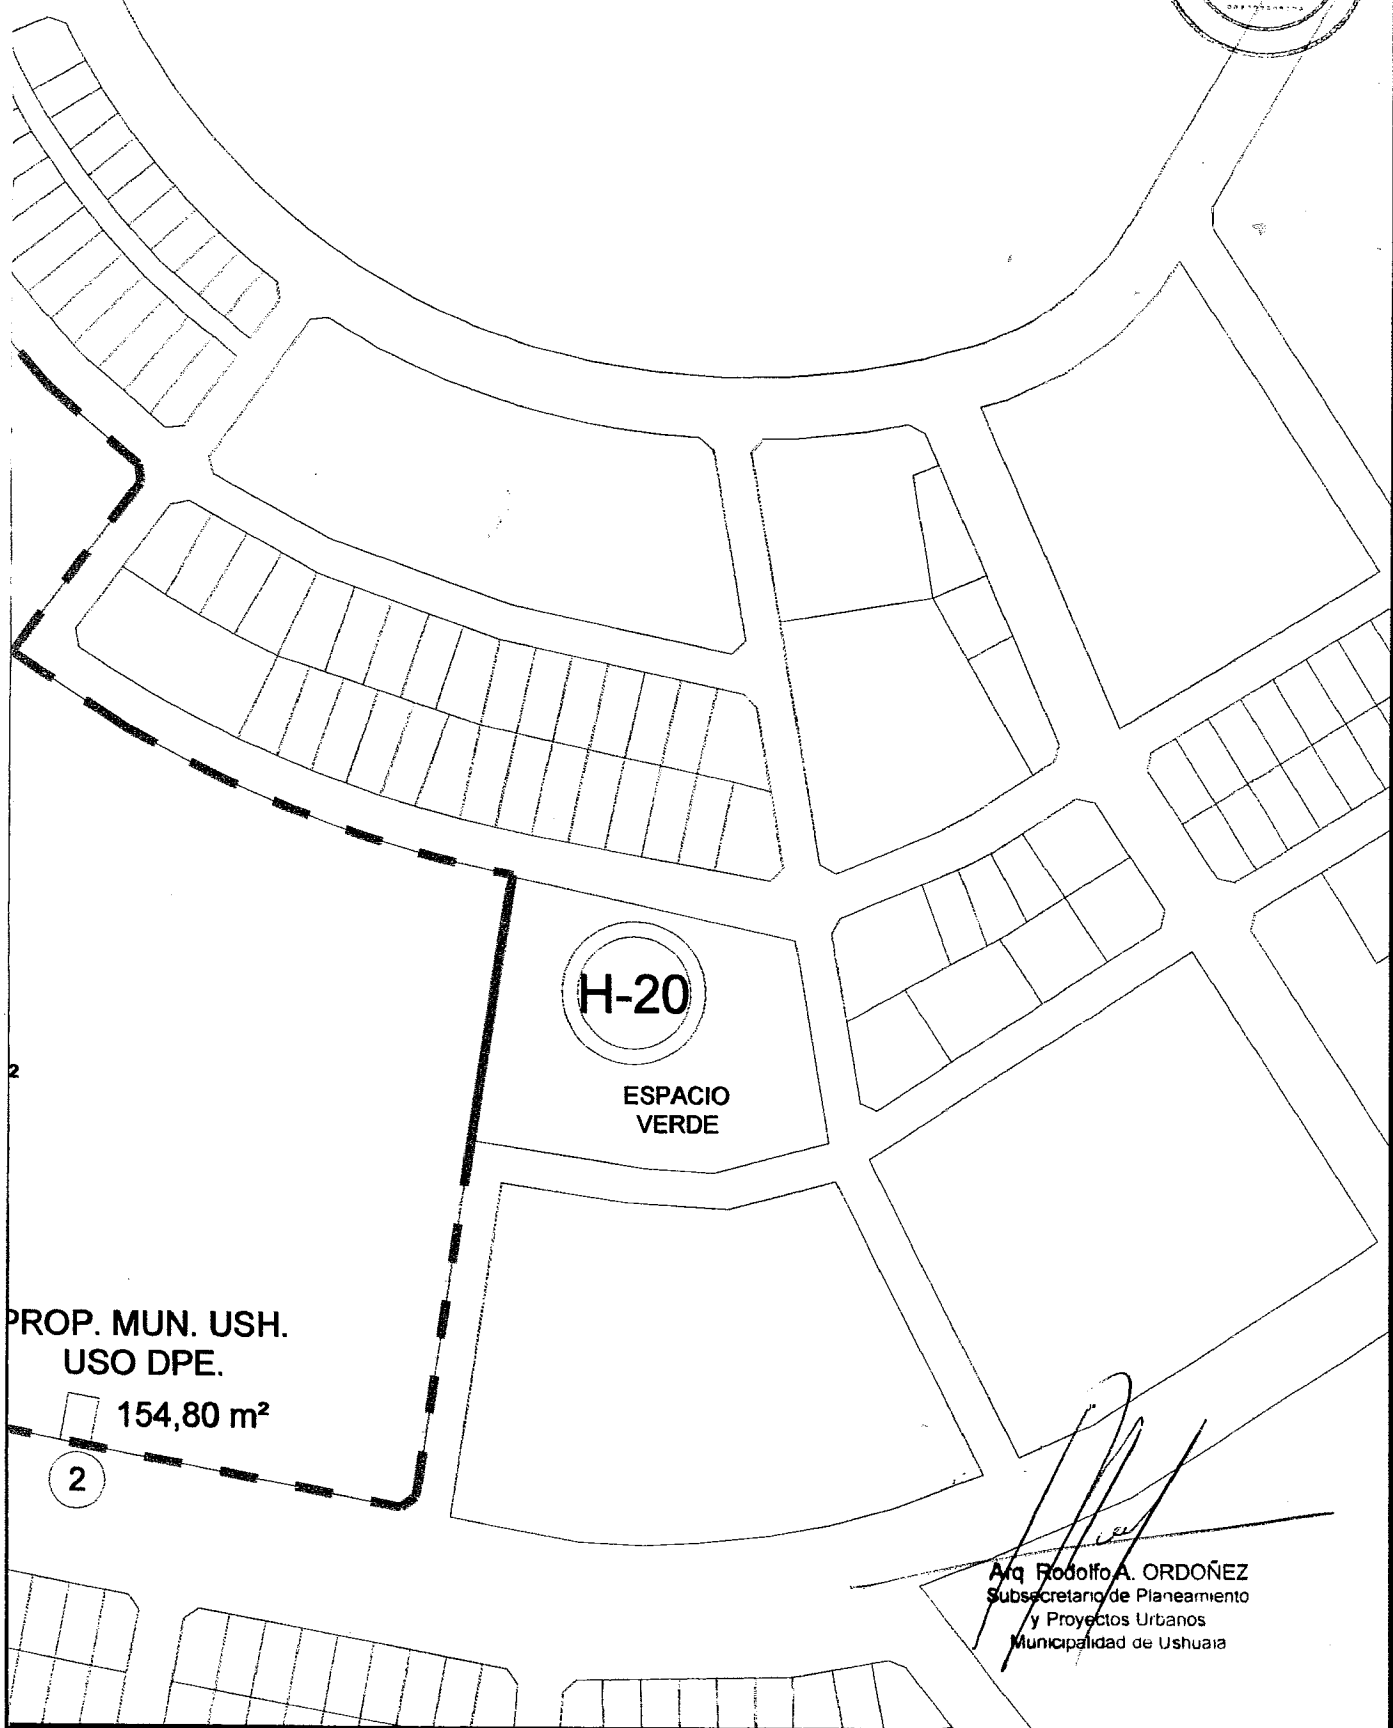 H-20
ESPACIO
VERDE
2
PROP. MUN. USH.
USO DPE.
154,80 m²
2
Arq. Rodolfo A. ORDOÑEZ
Subsecretario de Planeamiento
y Proyectos Urbanos
Municipalidad de Ushuaia